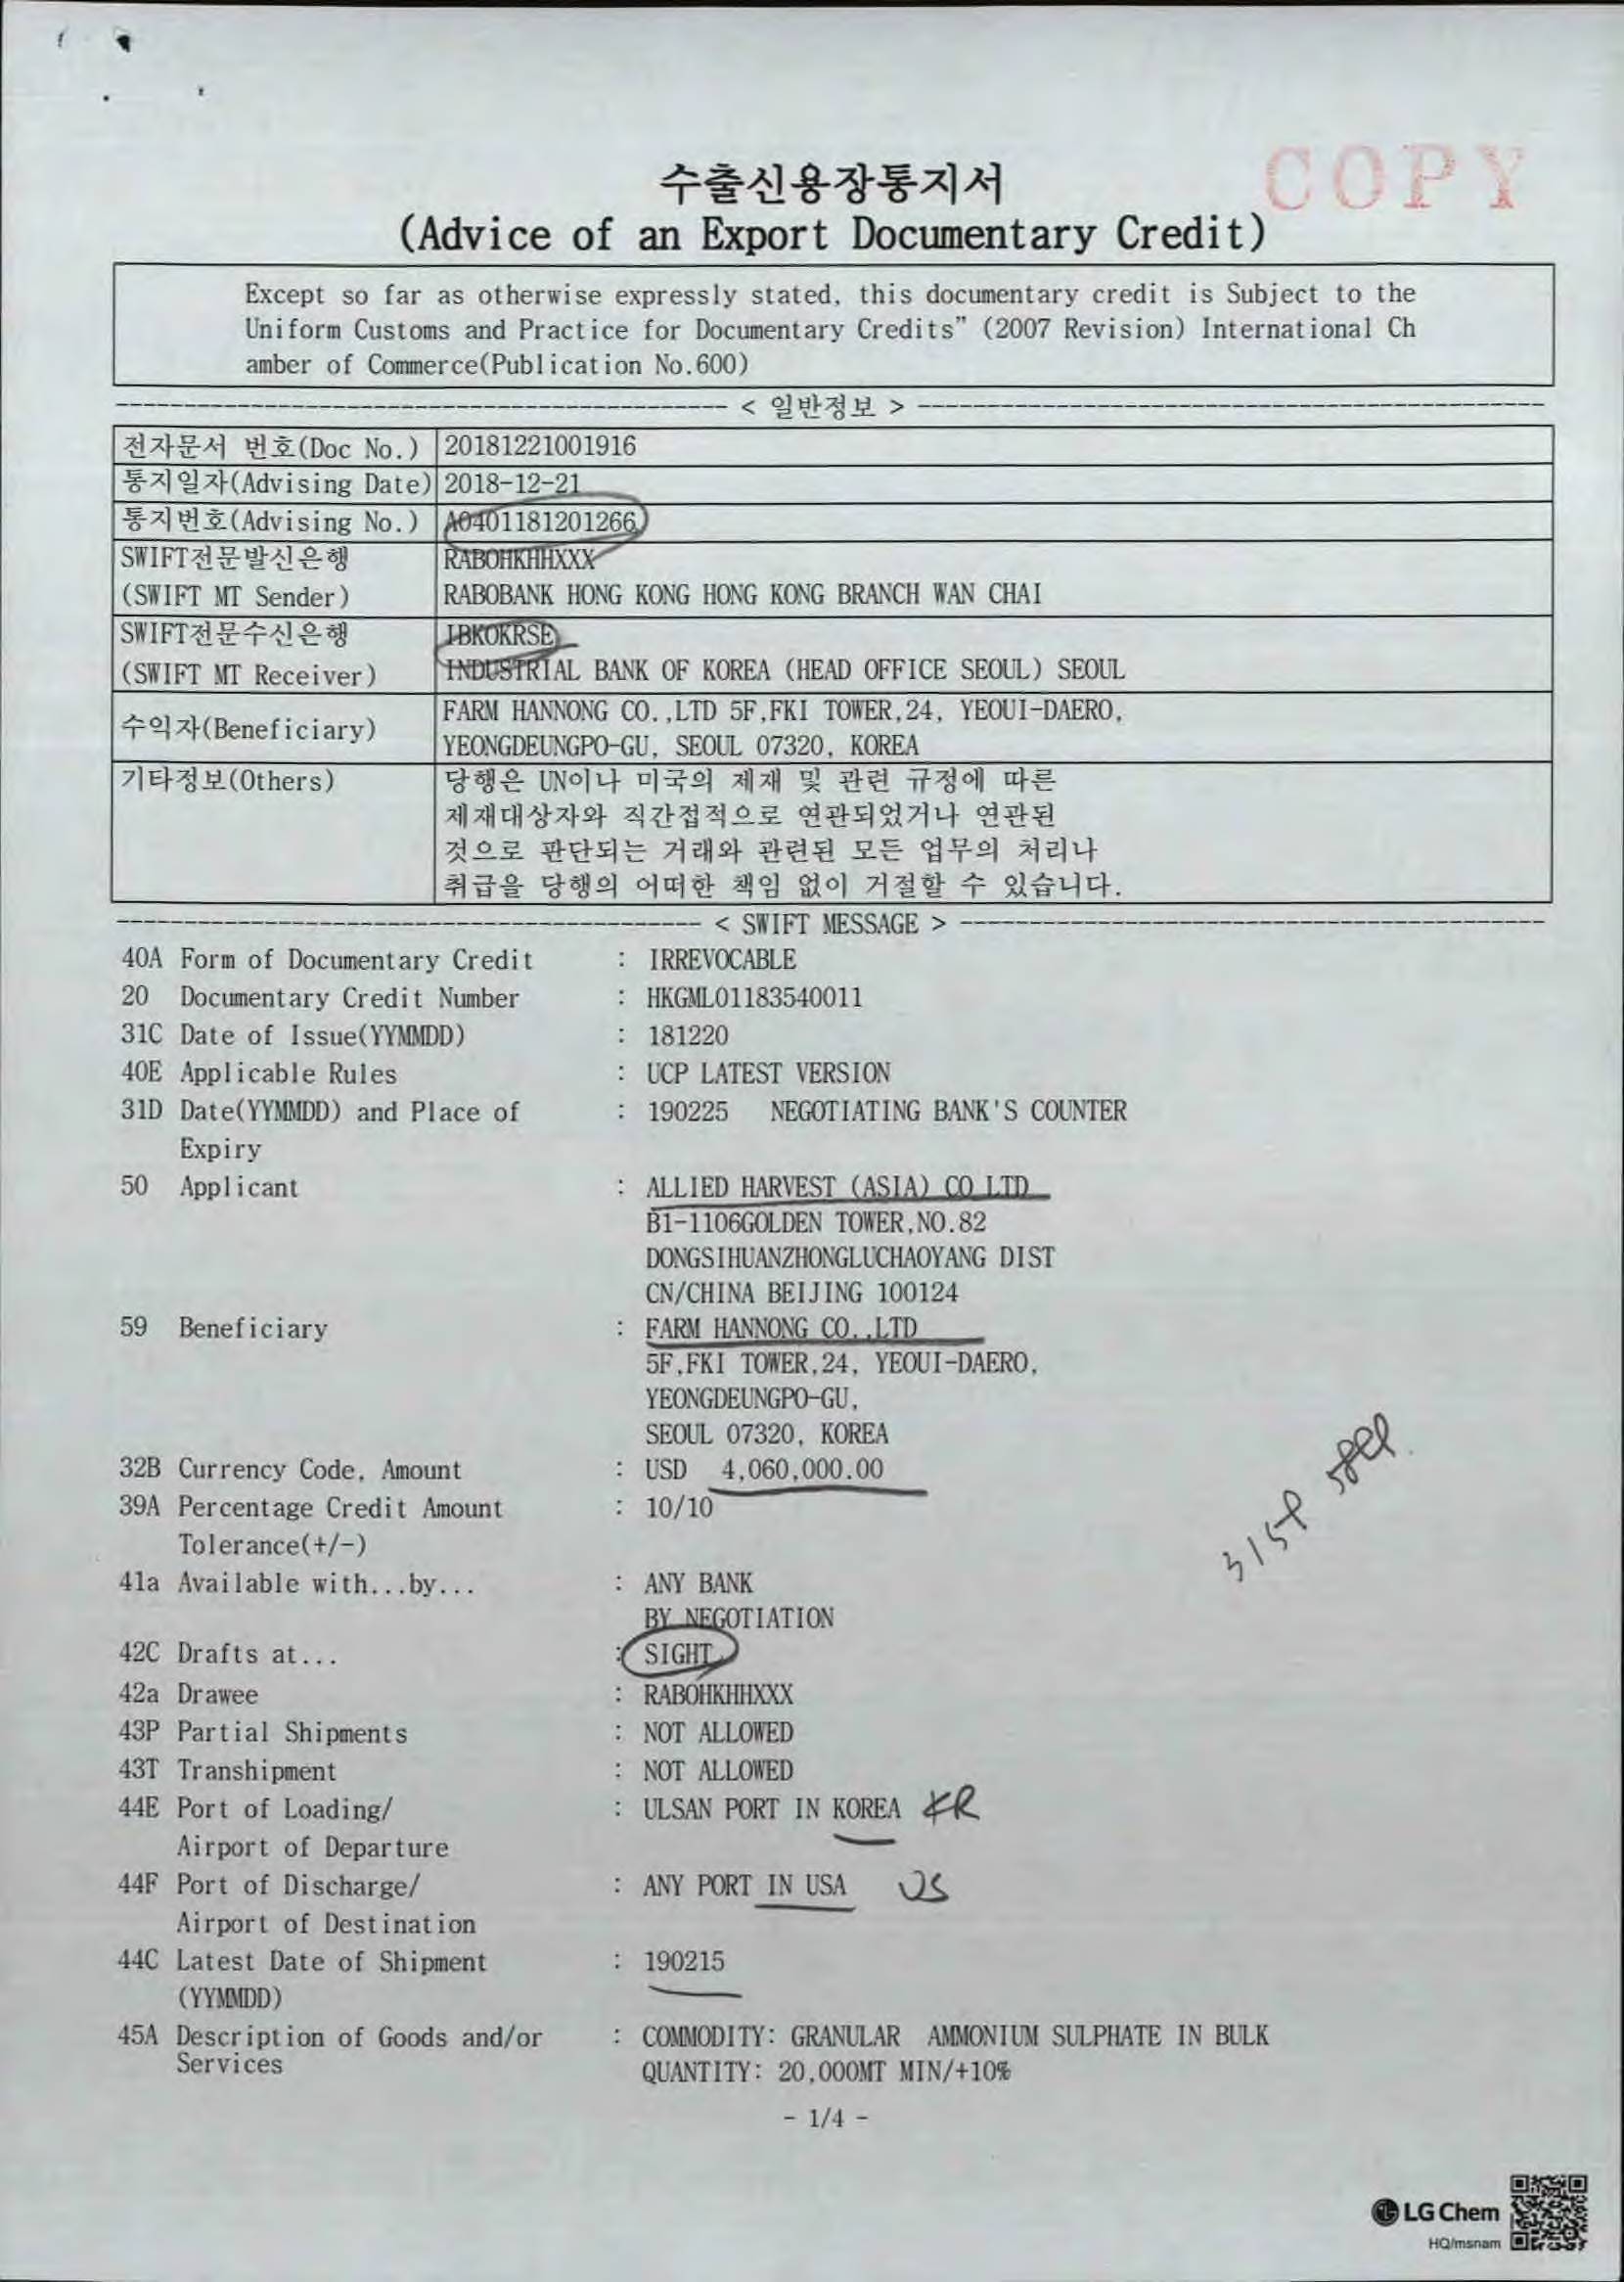 COPY
수출신용장통지서
(Advice of an Export Documentary Credit)
Except so far as otherwise expressly stated, this documentary credit is Subject to the
Uniform Customs and Practice for Documentary Credits” (2007 Revision) International Ch
amber of Commerce(Publication No.600)
< 일반정보 >
전자문서 번호(Doc No.) 20181221001916
통지일자(Advising Date) 2018-12-21
통지번호(Advising No.) A0401181201266
SWIFT전문발신은행 RABOHKHHXXX
(SWIFT MT Sender) RABOBANK HONG KONG HONG KONG BRANCH WAN CHAI
SWIFT전문수신은행 IBKOKRSE
(SWIFT MT Receiver) INDUSTRIAL BANK OF KOREA (HEAD OFFICE SEOUL) SEOUL
수익자(Beneficiary) FARM HANNONG CO.,LTD 5F,FKI TOWER,24, YEOUI-DAERO,
YEONGDEUNGPO-GU, SEOUL 07320, KOREA
기타정보(Others) 당행은 UN이나 미국의 제재 및 관련 규정에 따른
제재대상자와 직간접적으로 연관되었거나 연관된
것으로 판단되는 거래와 관련된 모든 업무의 처리나
취급을 당행의 어떠한 책임 없이 거절할 수 있습니다.
< SWIFT MESSAGE >
40A Form of Documentary Credit : IRREVOCABLE
20 Documentary Credit Number : HKGML01183540011
31C Date of Issue(YYMMDD) : 181220
40E Applicable Rules : UCP LATEST VERSION
31D Date(YYMMDD) and Place of : 190225 NEGOTIATING BANK'S COUNTER
Expiry
50 Applicant : ALLIED HARVEST (ASIA) CO LTD
B1-1106GOLDEN TOWER,NO.82
DONGSIHUANZHONGLUCHAOYANG DIST
CN/CHINA BEIJING 100124
59 Beneficiary : FARM HANNONG CO.,LTD
5F,FKI TOWER,24, YEOUI-DAERO,
YEONGDEUNGPO-GU,
SEOUL 07320, KOREA
32B Currency Code, Amount : USD 4,060,000.00
39A Percentage Credit Amount : 10/10
Tolerance(+/-)
41a Available with...by... : ANY BANK
BY NEGOTIATION
42C Drafts at... : SIGHT
42a Drawee : RABOHKHHXXX
43P Partial Shipments : NOT ALLOWED
43T Transhipment : NOT ALLOWED
44E Port of Loading/ : ULSAN PORT IN KOREA KR
Airport of Departure
44F Port of Discharge/ : ANY PORT IN USA US
Airport of Destination
44C Latest Date of Shipment : 190215
(YYMMDD)
45A Description of Goods and/or : COMMODITY: GRANULAR AMMONIUM SULPHATE IN BULK
Services
QUANTITY: 20,000MT MIN/+10%
- 1/4 -
LG Chem
HQ/msnam